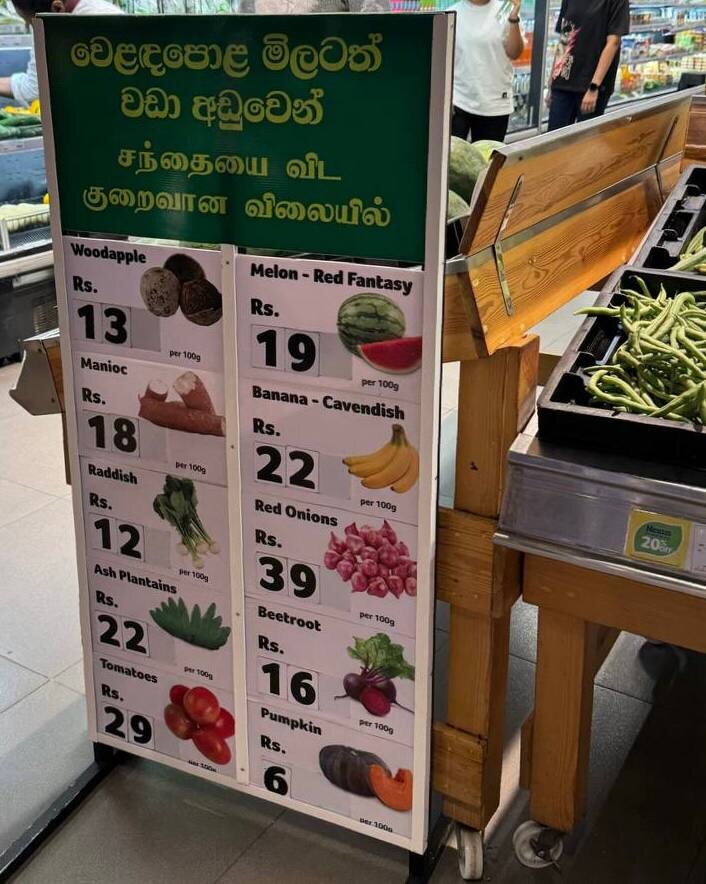 වෙළඳපොළ මිලටත්
වඩා අඩුවෙන්
சந்தையை விட
குறைவான விலையில்
Woodapple
Rs.
13
per 100g
Manioc
Rs.
18
per 100g
Raddish
Rs.
12
per 100g
Ash Plantains
Rs.
22
per 100g
Tomatoes
Rs.
29
per 100g
Melon - Red Fantasy
Rs.
19
per 100g
Banana - Cavendish
Rs.
22
per 100g
Red Onions
Rs.
39
per 100g
Beetroot
Rs.
16
per 100g
Pumpkin
Rs.
6
per 100g
Nexus
20% OFF